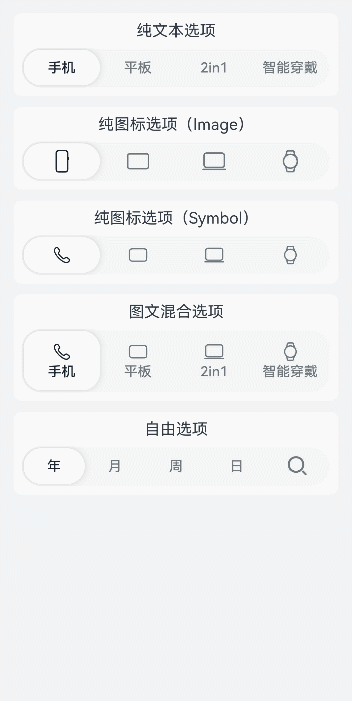 纯文本选项
手机 平板 2in1 智能穿戴
纯图标选项（Image）
纯图标选项（Symbol）
图文混合选项
手机 平板 2in1 智能穿戴
自由选项
年 月 周 日